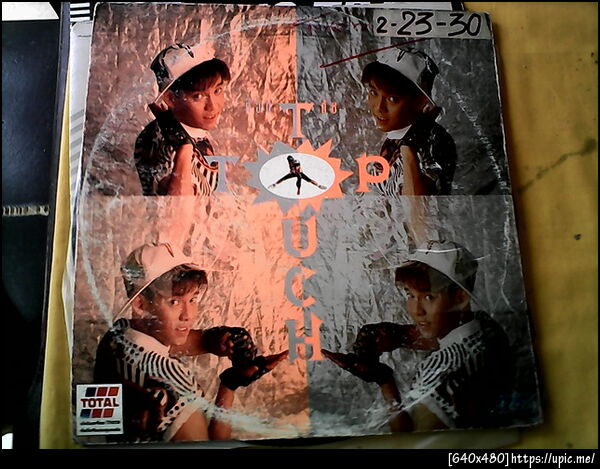 2-23-30
TOUCH
TOP
TOTAL
[640x480]https://upic.me/